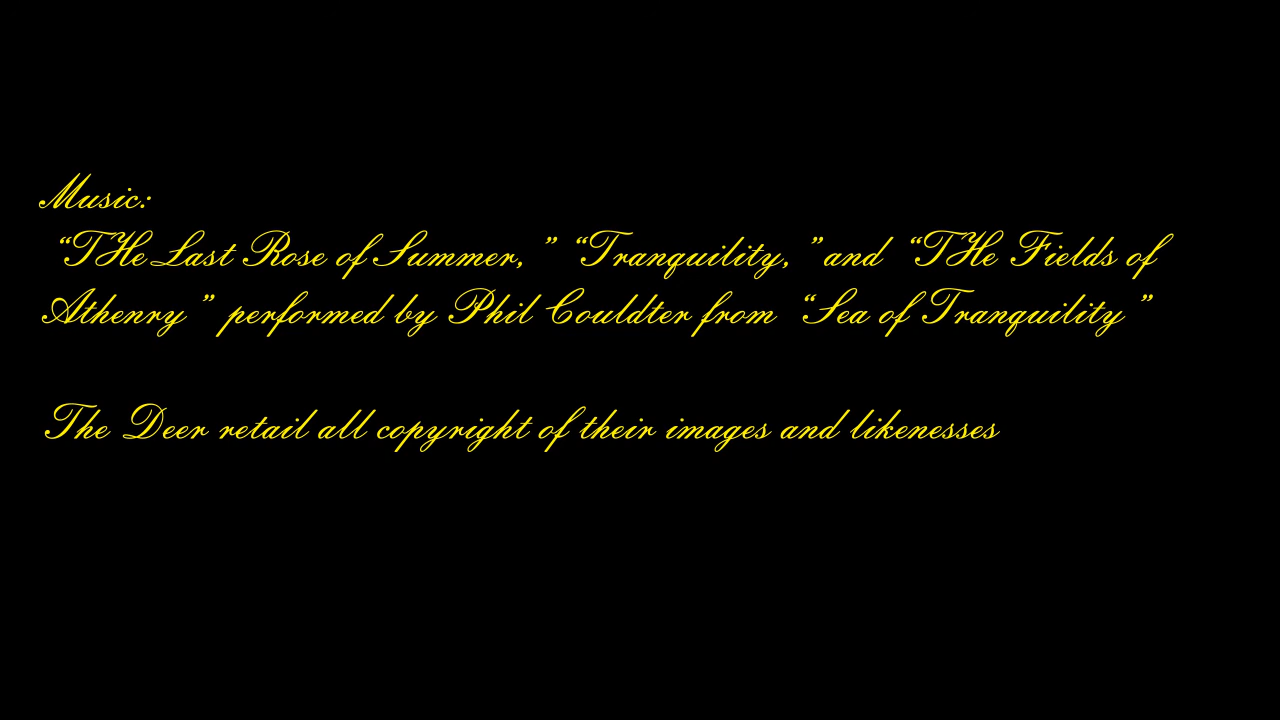 Music:
“THe Last Rose of Summer,” “Tranquility,” and “THe Fields of
Athenry” performed by Phil Couldter from “Sea of Tranquility”
The Deer retail all copyright of their images and likenesses